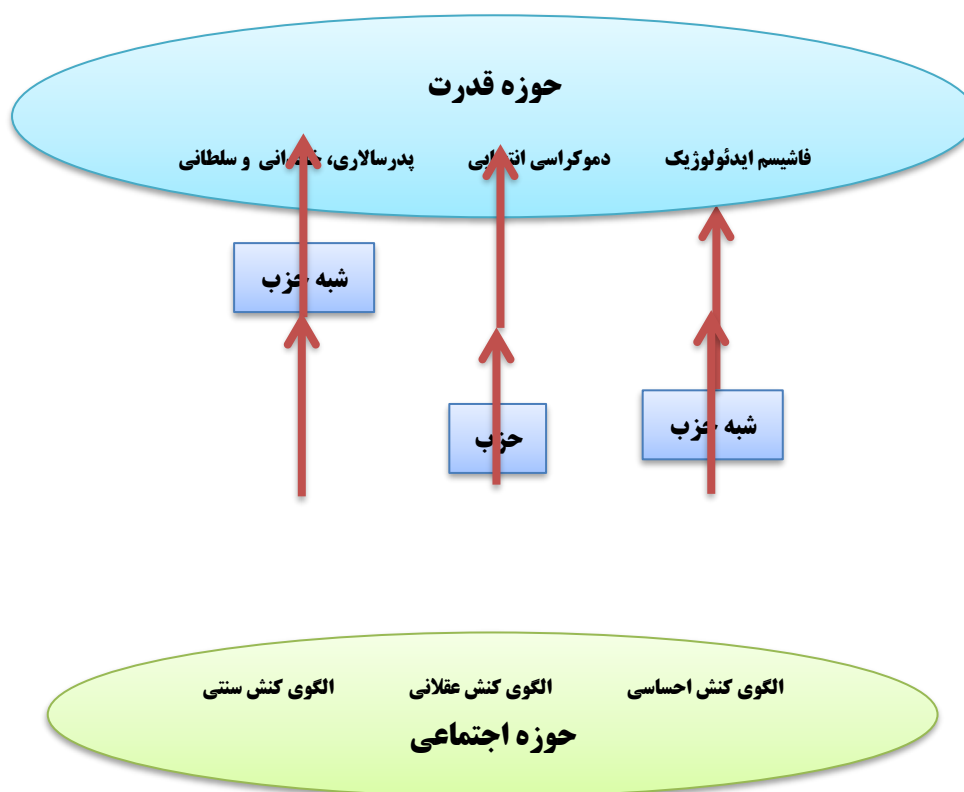 حوزه قدرت
فاشیسم ایدئولوژیک
دموکراسی انتخابی
پدرسالاری، خاندانی و سلطانی
شبه حزب
حزب
شبه حزب
الگوی کنش احساسی
الگوی کنش عقلانی
الگوی کنش سنتی
حوزه اجتماعی